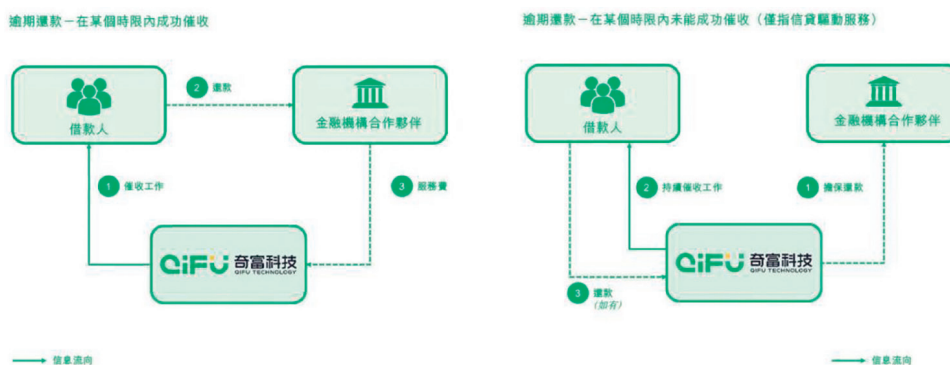 逾期還款－在某個時限內成功催收
借款人
2 還款
金融機構合作夥伴
1 催收工作
3 服務費
QiFU 奇富科技
QIFU TECHNOLOGY
信息流向
逾期還款－在某個時限內未能成功催收（僅指信貸驅動服務）
借款人
金融機構合作夥伴
2 持續催收工作
1 擔保還款
QiFU 奇富科技
QIFU TECHNOLOGY
3 還款
(如有)
信息流向